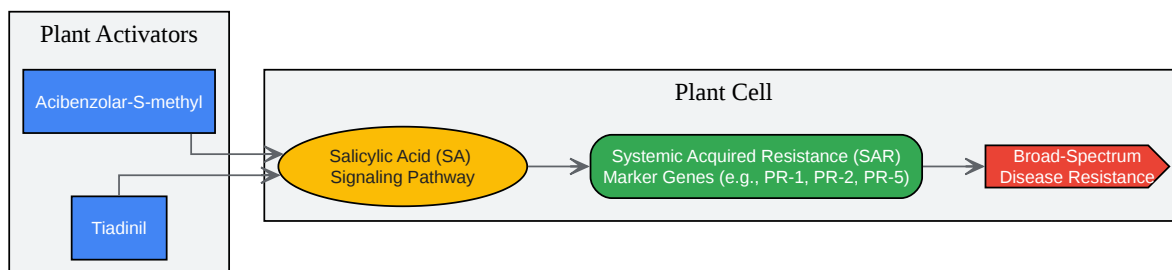 Plant Activators
Acibenzolar-S-methyl
Tiadinil
Plant Cell
Salicylic Acid (SA)
Signaling Pathway
Systemic Acquired Resistance (SAR)
Marker Genes (e.g., PR-1, PR-2, PR-5)
Broad-Spectrum
Disease Resistance